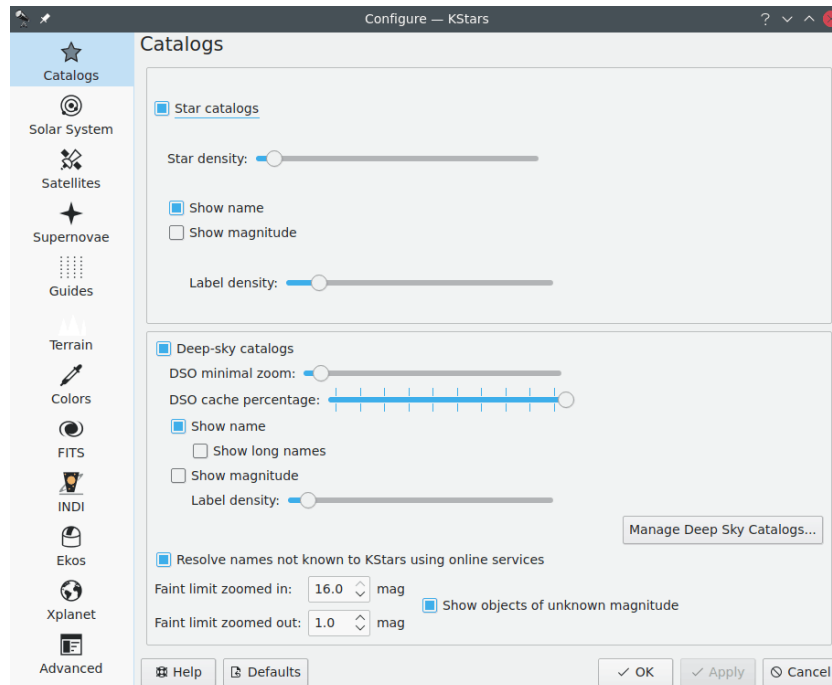 Configure — KStars
Catalogs
Catalogs
Solar System
Satellites
Supernovae
Guides
Terrain
Colors
FITS
INDI
Ekos
Xplanet
Advanced
Star catalogs
Star density:
Show name
Show magnitude
Label density:
Deep-sky catalogs
DSO minimal zoom:
DSO cache percentage:
Show name
Show long names
Show magnitude
Label density:
Manage Deep Sky Catalogs...
Resolve names not known to KStars using online services
Faint limit zoomed in: 16.0 mag
Show objects of unknown magnitude
Faint limit zoomed out: 1.0 mag
Help Defaults OK Apply Cancel